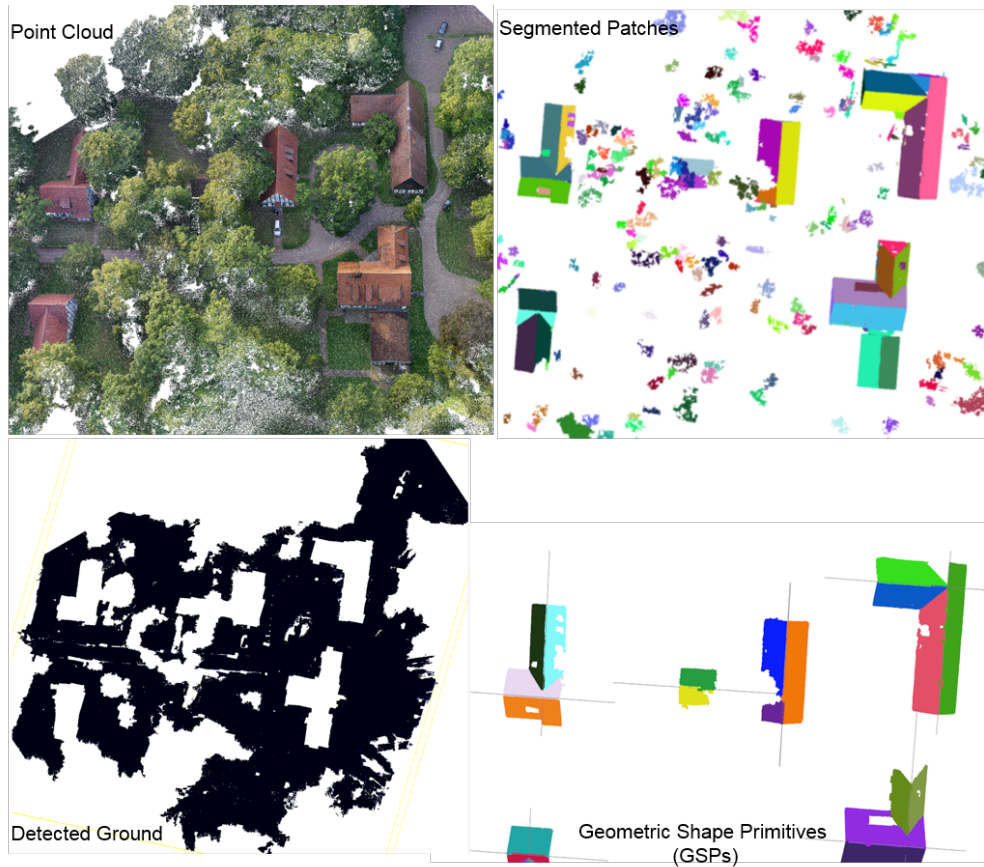 Point Cloud
Segmented Patches
Detected Ground
Geometric Shape Primitives
(GSPs)